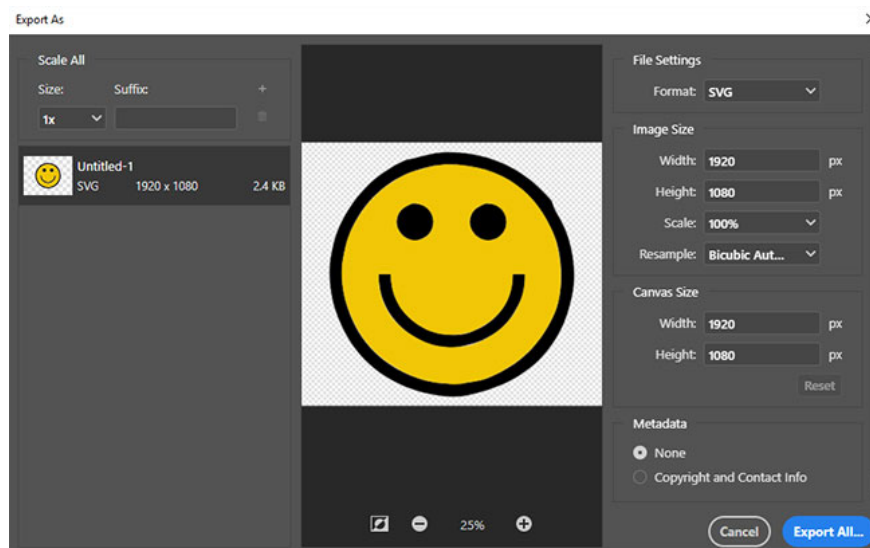 Export As
Scale All
Size: Suffix:
1x
Untitled-1
SVG 1920 x 1080 2.4 KB
25%
File Settings
Format: SVG
Image Size
Width: 1920 px
Height: 1080 px
Scale: 100%
Resample: Bicubic Aut...
Canvas Size
Width: 1920 px
Height: 1080 px
Reset
Metadata
None
Copyright and Contact Info
Cancel Export All...